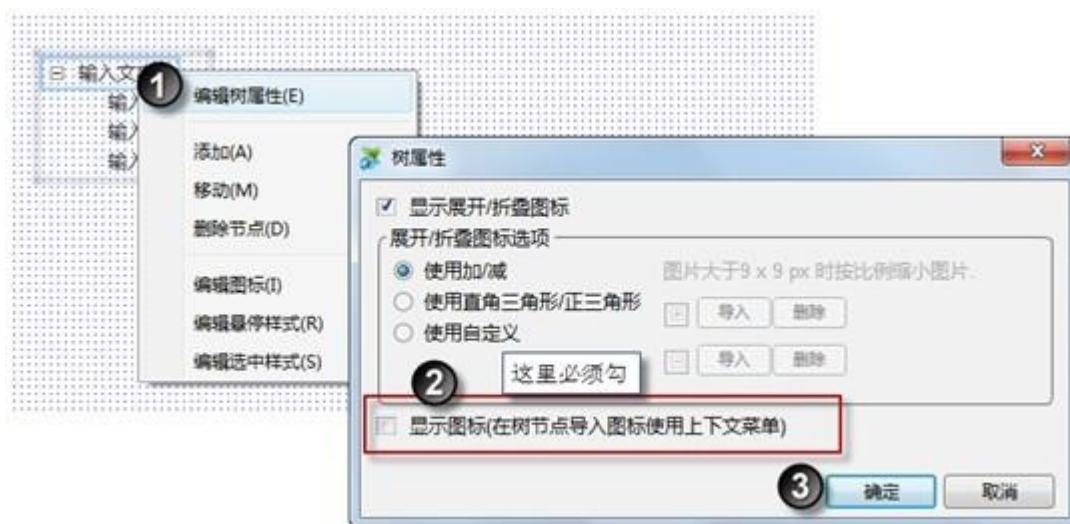 输入文
输入
输入
输入
1
编辑树属性(E)
添加(A)
移动(M)
删除节点(D)
编辑图标(I)
编辑悬停样式(R)
编辑选中样式(S)
树属性
显示展开/折叠图标
展开/折叠图标选项
使用加/减
图片大于9 x 9 px 时按比例缩小图片.
使用直角三角形/正三角形
导入
删除
使用自定义
导入
删除
2
这里必须勾
显示图标(在树节点导入图标使用上下文菜单)
3
确定
取消